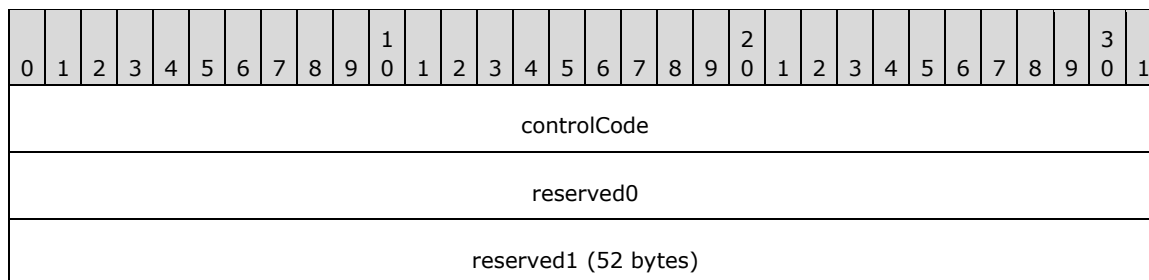 1 2 3
0 1 2 3 4 5 6 7 8 9 0 1 2 3 4 5 6 7 8 9 0 1 2 3 4 5 6 7 8 9 0 1
controlCode
reserved0
reserved1 (52 bytes)